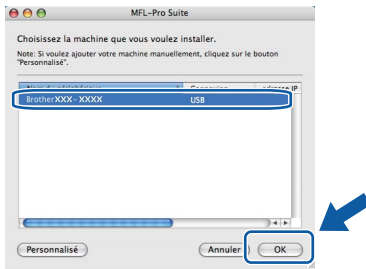 MFL-Pro Suite
Choisissez la machine que vous voulez installer.
Note: Si voulez ajouter votre machine manuellement, cliquez sur le bouton
"Personnalisé".
adresse IP
BrotherXXX-XXXX USB
Personnalisé Annuler OK